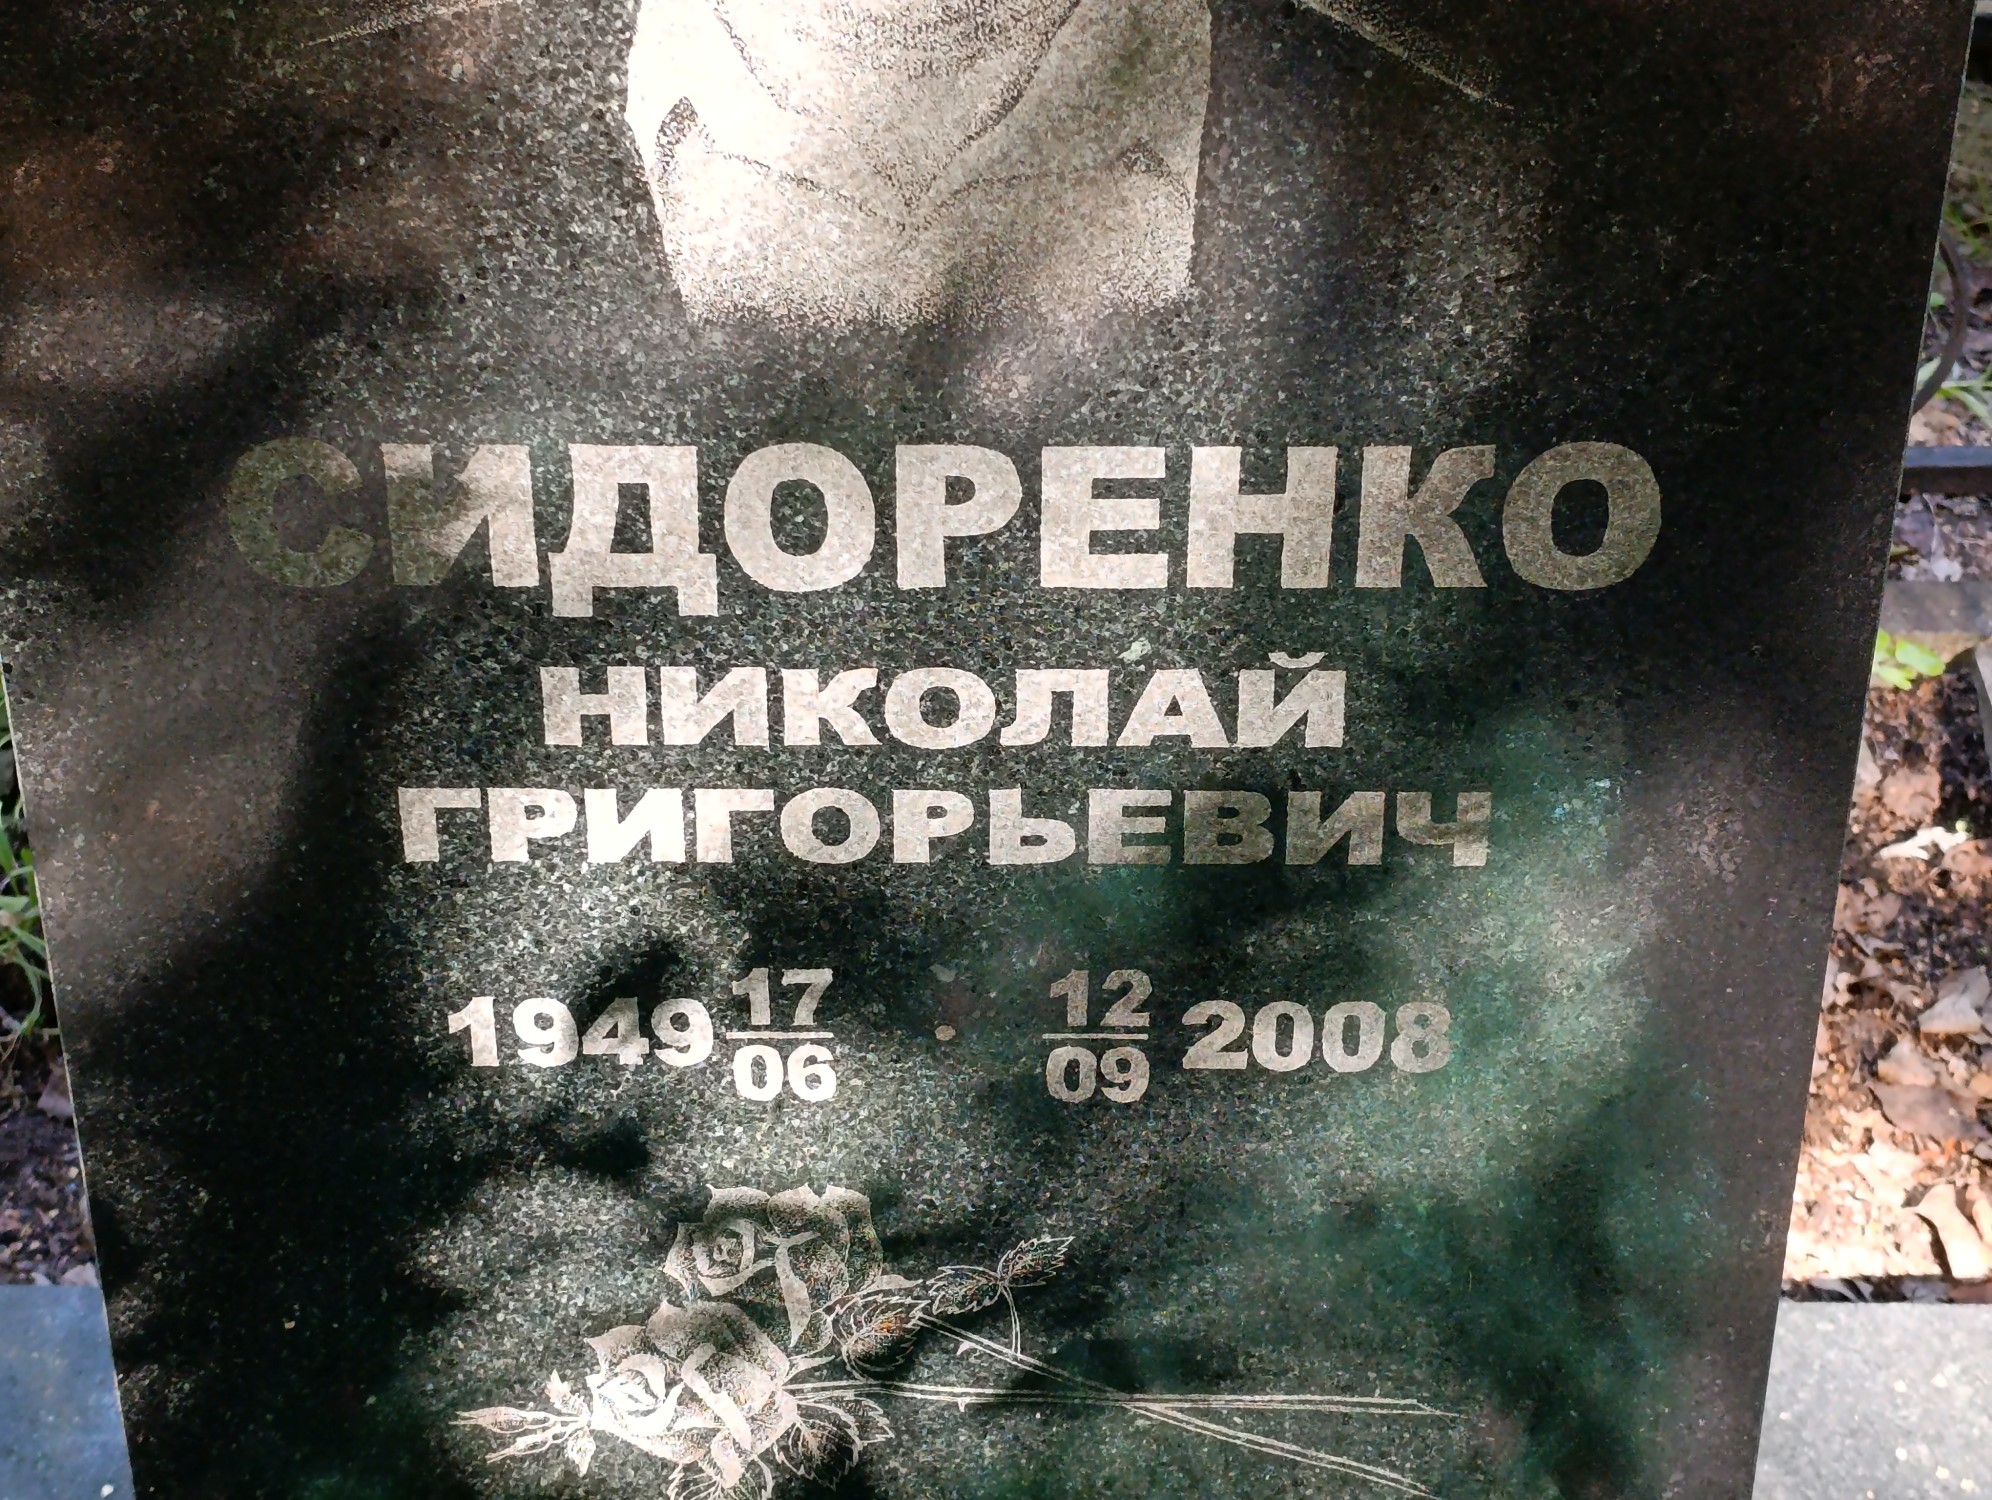 СИДОРЕНКО
НИКОЛАЙ
ГРИГОРЬЕВИЧ
1949 17/06 · 12/09 2008